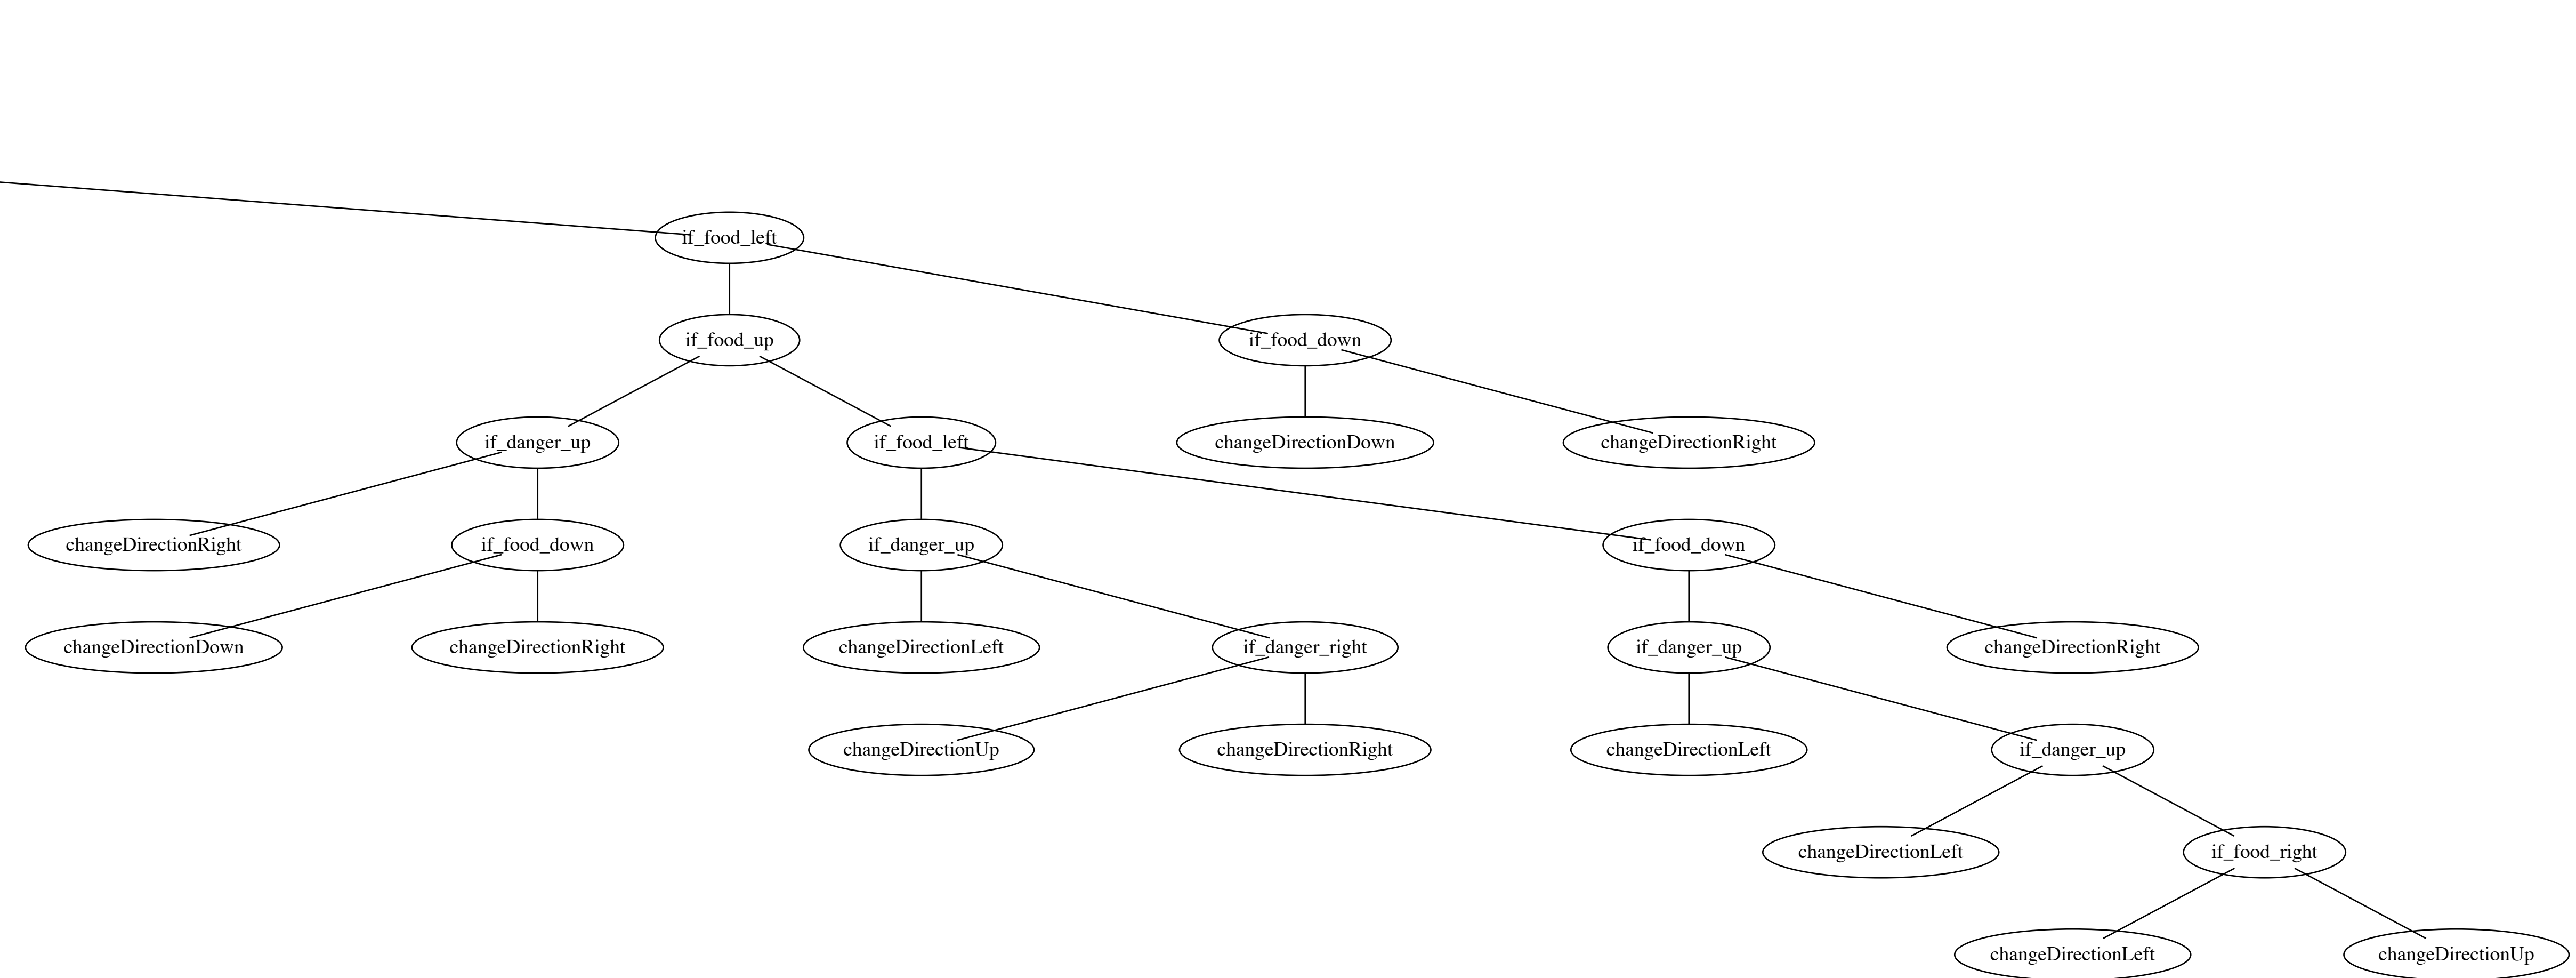 if_food_left
if_food_up
if_food_down
if_danger_up
if_food_left
changeDirectionDown
changeDirectionRight
changeDirectionRight
if_food_down
if_danger_up
if_food_down
changeDirectionDown
changeDirectionRight
changeDirectionLeft
if_danger_right
if_danger_up
changeDirectionRight
changeDirectionUp
changeDirectionRight
changeDirectionLeft
if_danger_up
changeDirectionLeft
if_food_right
changeDirectionLeft
changeDirectionUp